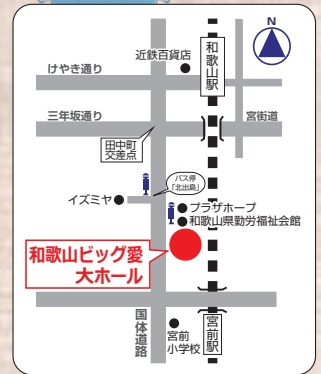 N
近鉄百貨店
和歌山駅
けやき通り
三年坂通り
宮街道
田中町
交差点
バス停
「北出島」
イズミヤ
プラザホープ
和歌山県勤労福祉会館
和歌山ビッグ愛
大ホール
国体道路
宮前
小学校
宮前駅